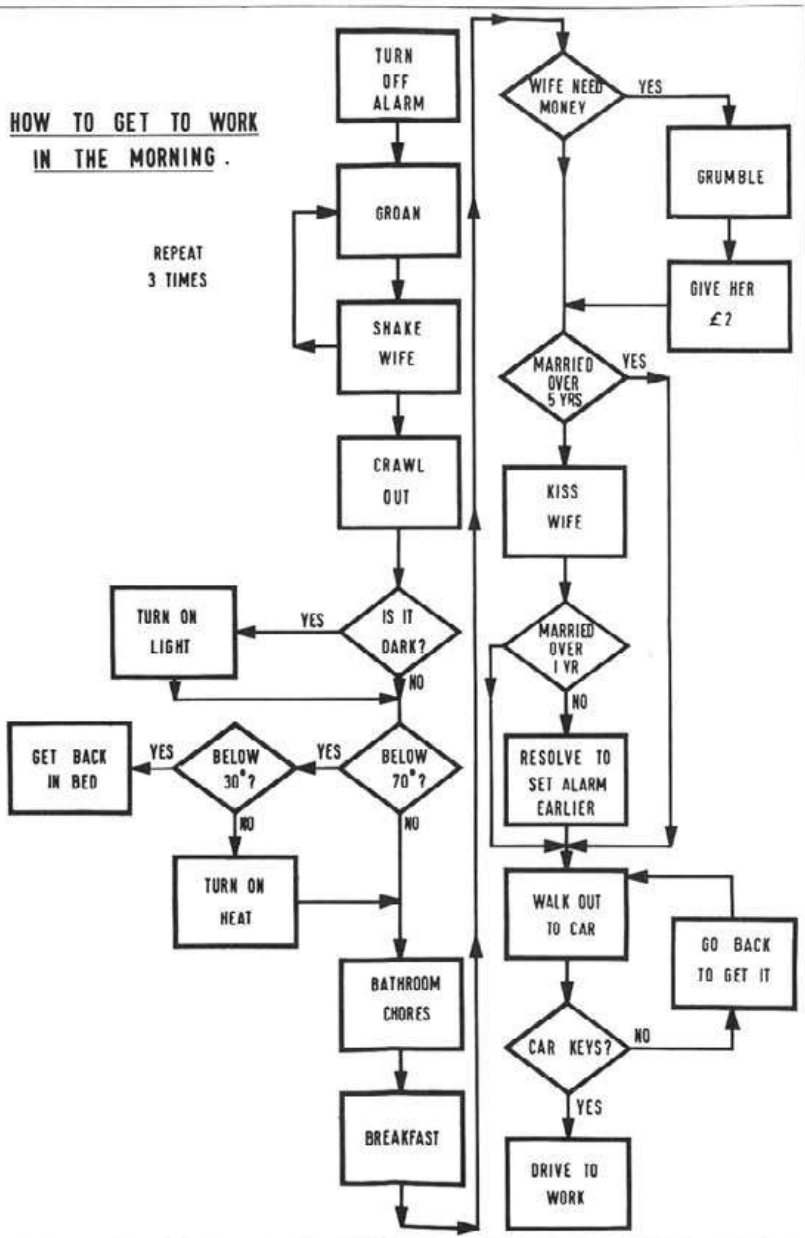 HOW TO GET TO WORK
IN THE MORNING.
TURN
OFF
ALARM
GROAN
REPEAT
3 TIMES
SHAKE
WIFE
CRAWL
OUT
IS IT
DARK?
YES
TURN ON
LIGHT
NO
BELOW
70°?
YES
BELOW
30°?
YES
GET BACK
IN BED
NO
TURN ON
HEAT
NO
BATHROOM
CHORES
BREAKFAST
WIFE NEED
MONEY
YES
GRUMBLE
GIVE HER
£2
MARRIED
OVER
5 YRS
YES
KISS
WIFE
MARRIED
OVER
1 YR
NO
RESOLVE TO
SET ALARM
EARLIER
WALK OUT
TO CAR
GO BACK
TO GET IT
CAR KEYS?
NO
YES
DRIVE TO
WORK